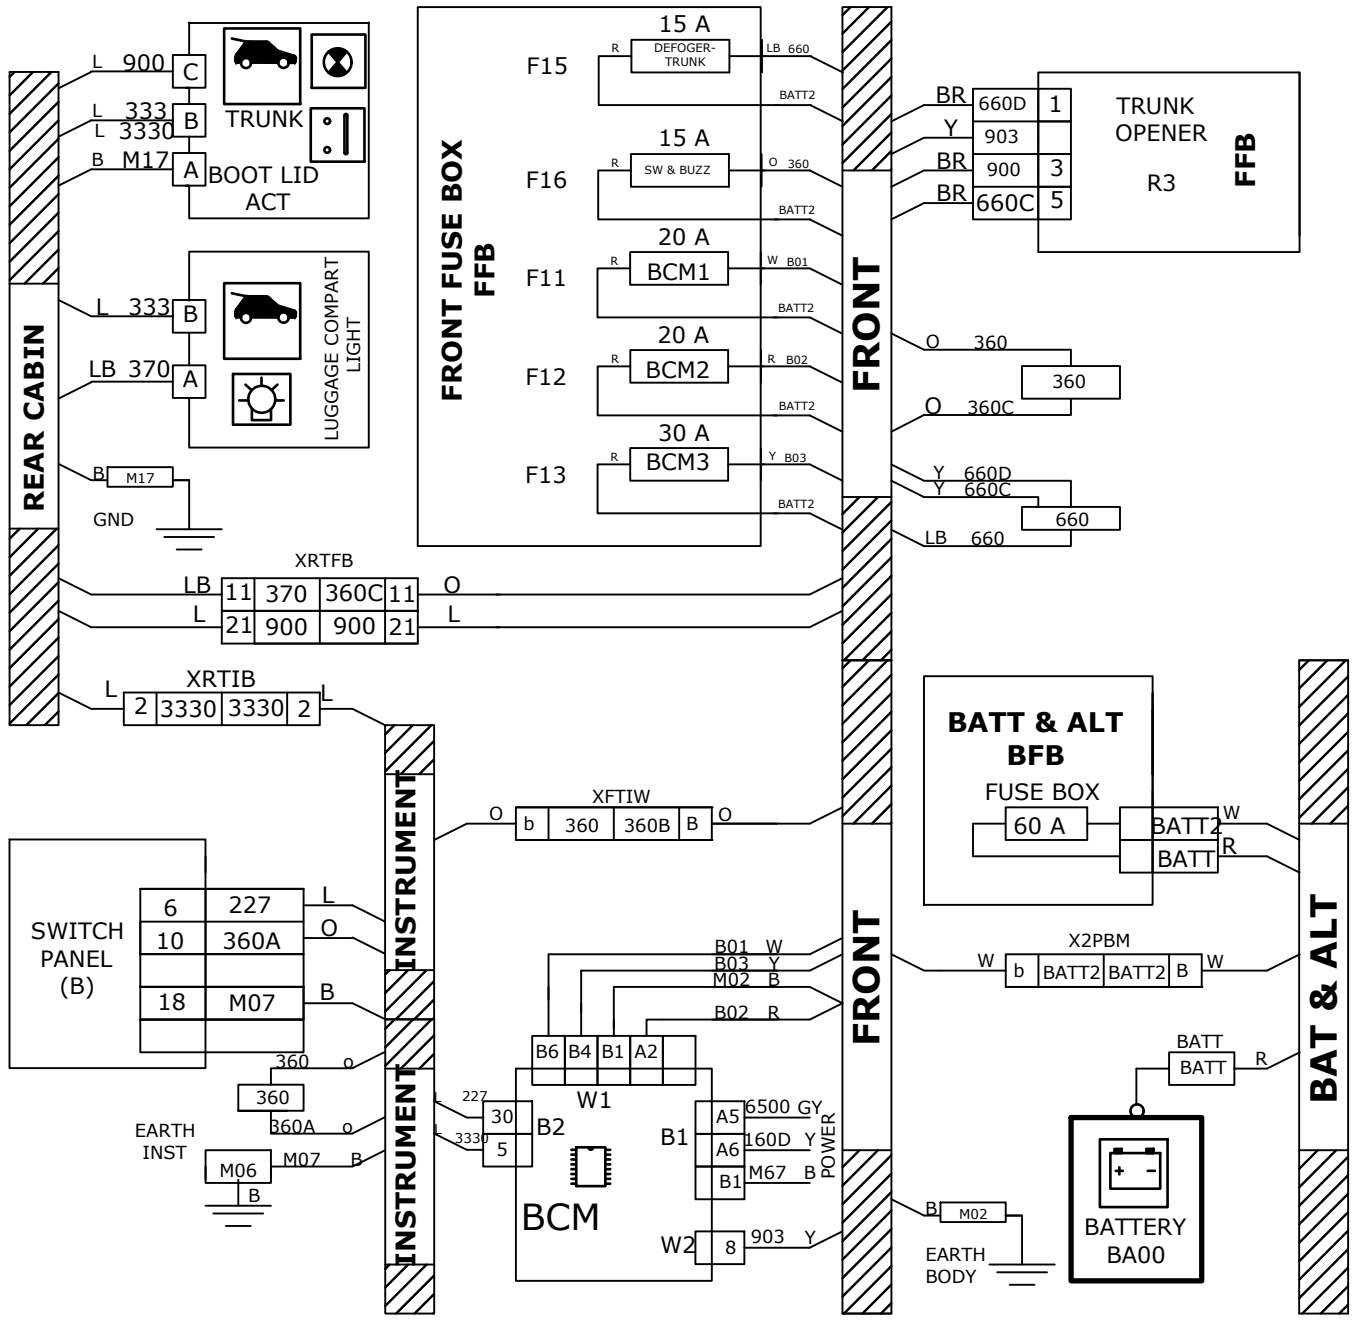 L 900 C
L 333 B
L 3330
B M17 A
TRUNK
BOOT LID
ACT
L 333 B
LB 370 A
LUGGAGE COMPART
LIGHT
B M17
GND
REAR CABIN
FRONT FUSE BOX
FFB
15 A
F15 R DEFOGER-
TRUNK
LB 660
BATT2
15 A
F16 R SW & BUZZ O 360
BATT2
20 A
F11 R BCM1 W B01
BATT2
20 A
F12 R BCM2 R B02
BATT2
30 A
F13 R BCM3 Y B03
BATT2
FRONT
BR 660D 1
Y 903
BR 900 3
BR 660C 5
TRUNK
OPENER
R3
FFB
O 360
360
O 360C
Y 660D
Y 660C
660
LB 660
XRTFB
LB 11 370 360C 11 O
L 21 900 900 21 L
XRTIB
L 2 3330 3330 2 L
INSTRUMENT
XFTIW
O b 360 360B B O
BATT & ALT
BFB
FUSE BOX
60 A BATT2 W
BATT R
SWITCH
PANEL
(B)
6 227 L
10 360A O
18 M07 B
360 o
360
360A o
EARTH
INST
M06
M07 B
B
INSTRUMENT
B01 W
B03 Y
M02 B
B02 R
B6 B4 B1 A2
W1
L 227 30
L 3330 5
B2
BCM
B1
A5 6500 GY
A6 160D Y
B1 M67 B
POWER
W2 8 903 Y
FRONT
X2PBM
W b BATT2 BATT2 B W
BATT
BATT R
BATTERY
BA00
B M02
EARTH
BODY
BAT & ALT